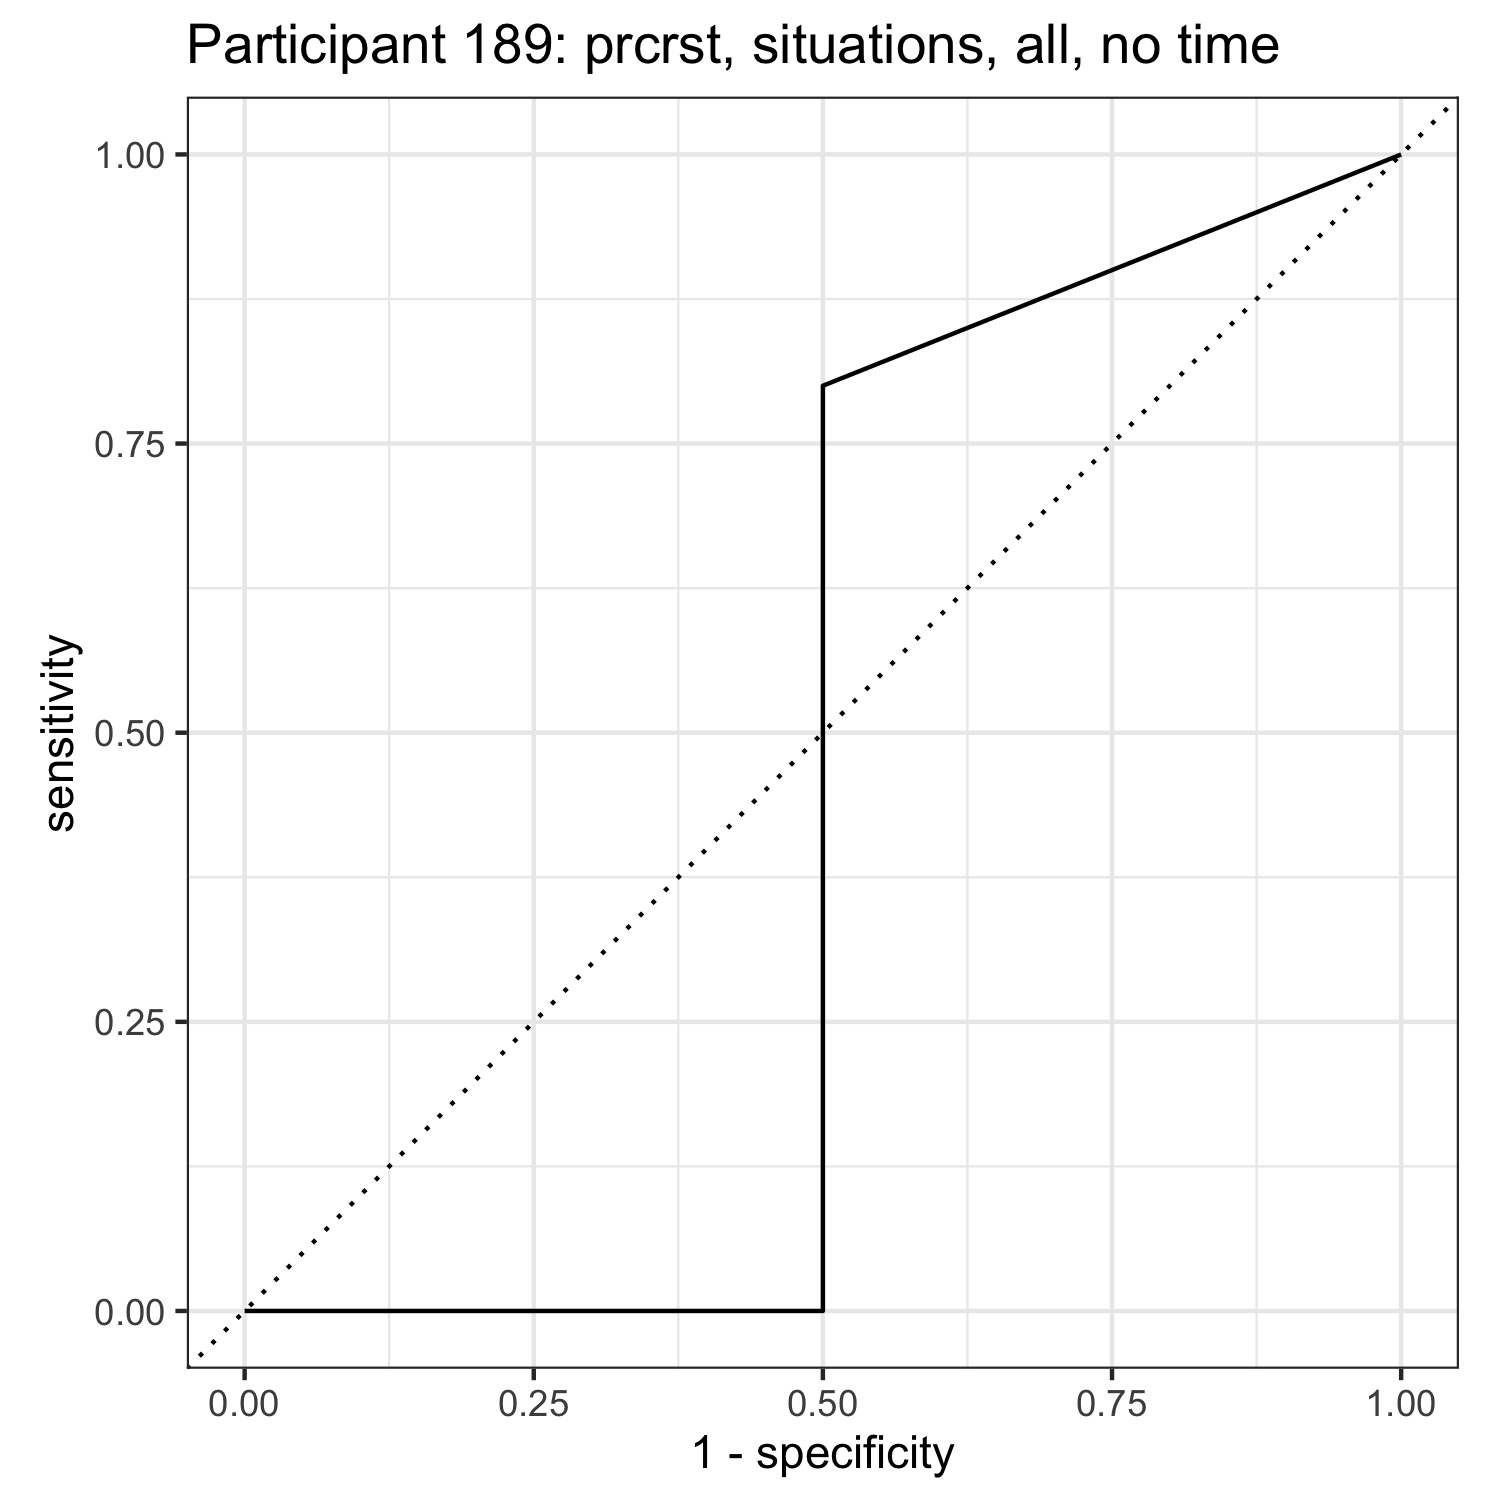 Participant 189: prcrst, situations, all, no time
1.00
0.75
0.50
0.25
0.00
sensitivity
0.00 0.25 0.50 0.75 1.00
1 - specificity